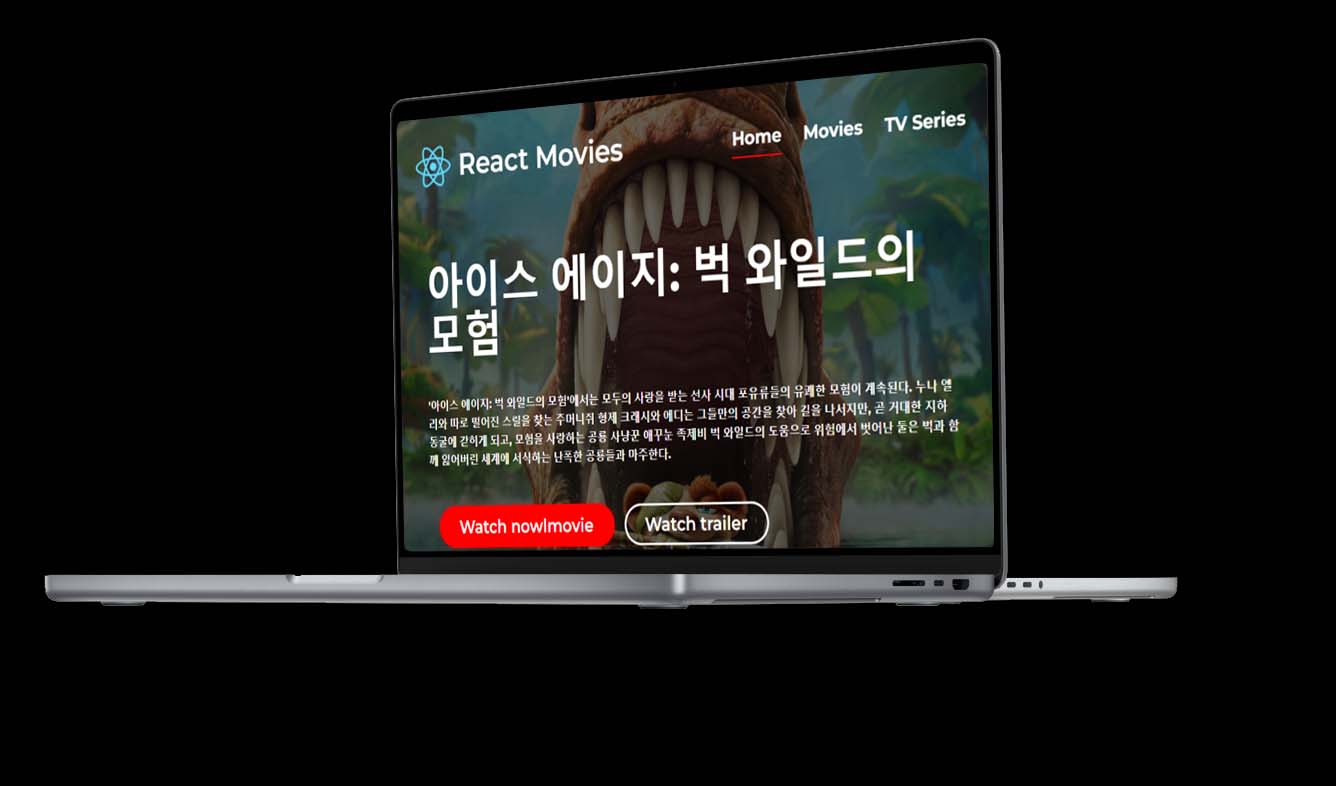 React Movies
Home
Movies
TV Series
아이스 에이지: 벅 와일드의
모험
'아이스 에이지: 벅 와일드의 모험'에서는 모두의 사랑을 받는 선사 시대 포유류들의 유쾌한 모험이 계속된다. 누나 엘
리와 따로 떨어진 스릴을 찾는 주머니쥐 형제 크래시와 에디는 그들만의 공간을 찾아 길을 나서지만, 곧 거대한 지하
동굴에 갇히게 되고, 모험을 사랑하는 공룡 사냥꾼 애꾸눈 족제비 벅 와일드의 도움으로 위험에서 벗어난 둘은 벅과 함
께 잃어버린 세계에 서식하는 난폭한 공룡들과 마주한다.
Watch nowlmovie
Watch trailer